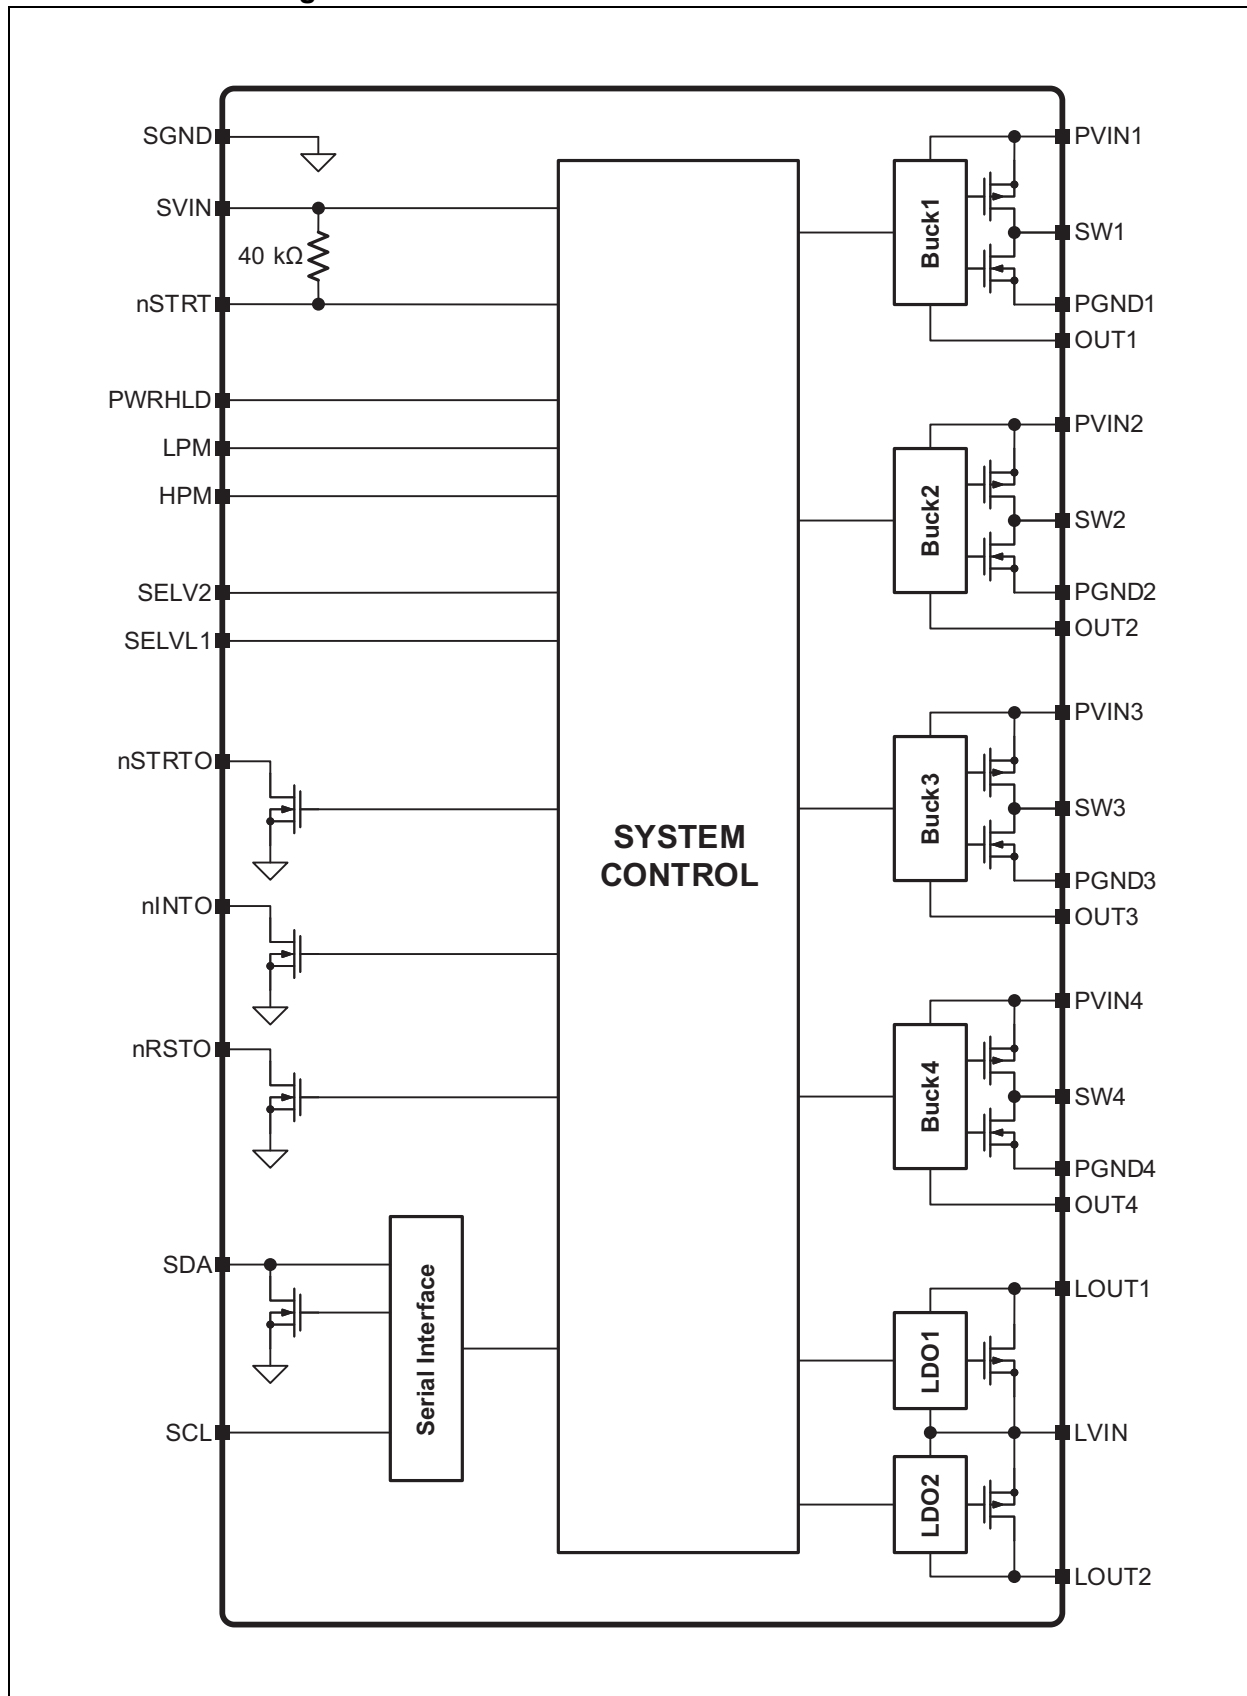 SGND
SVIN
40 kΩ
nSTRT
PWRHLD
LPM
HPM
SELV2
SELVL1
nSTRTO
nINTO
nRSTO
SDA
SCL
Serial Interface
SYSTEM
CONTROL
Buck1
PVIN1
SW1
PGND1
OUT1
Buck2
PVIN2
SW2
PGND2
OUT2
Buck3
PVIN3
SW3
PGND3
OUT3
Buck4
PVIN4
SW4
PGND4
OUT4
LDO1
LOUT1
LVIN
LDO2
LOUT2